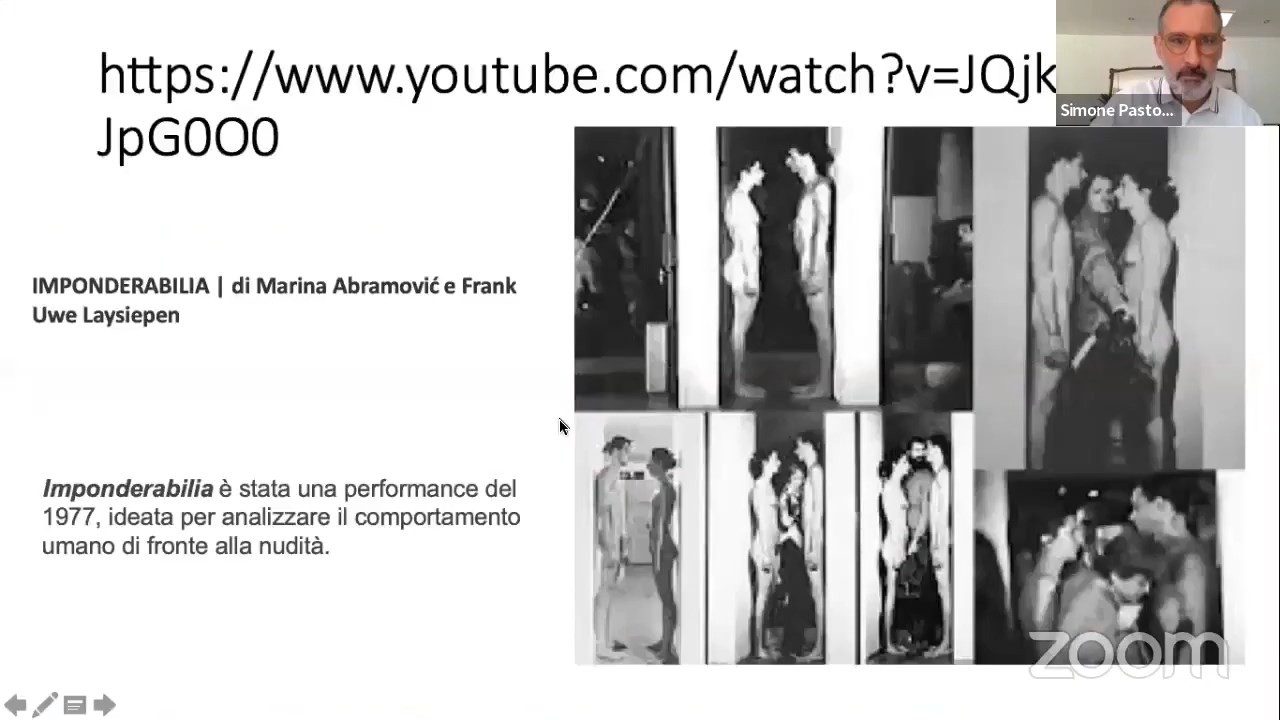 https://www.youtube.com/watch?v=JQjk
JpG0O0
Simone Pasto...
IMPONDERABILIA | di Marina Abramović e Frank
Uwe Laysiepen
Imponderabilia è stata una performance del
1977, ideata per analizzare il comportamento
umano di fronte alla nudità.
zoom